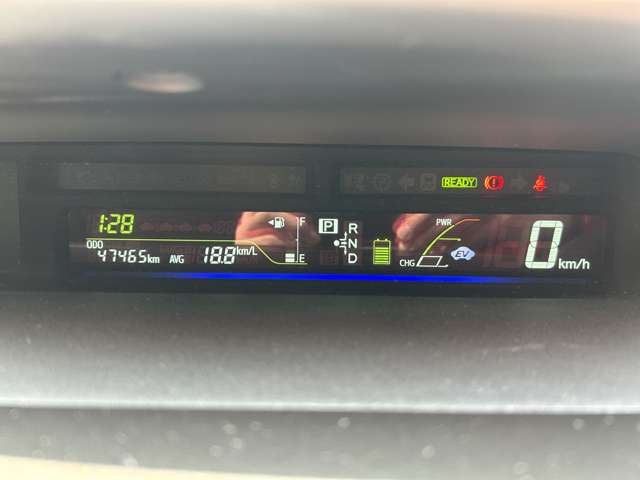 READY
1:28
F
P
R
PWR
0
ODO
N
EV
47465km AVG 18.8km/L
E
D
CHG
km/h